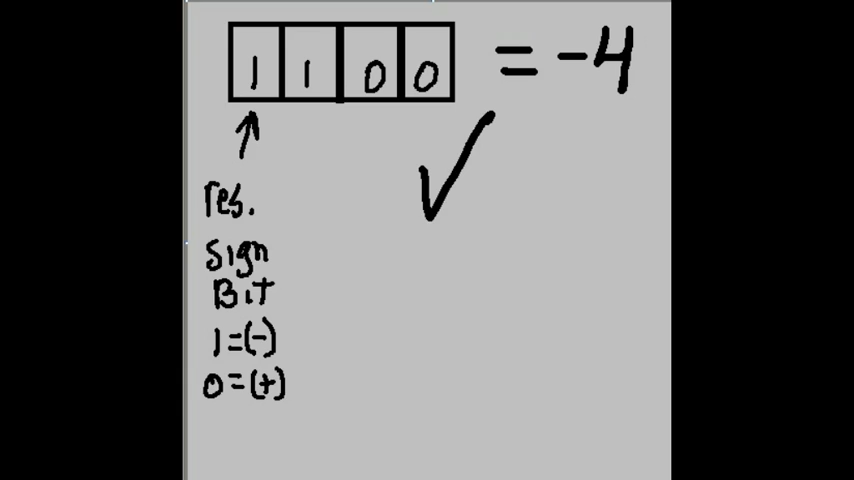 1 1 0 0 = -4
res.
Sign
Bit
1=(-)
0=(+)